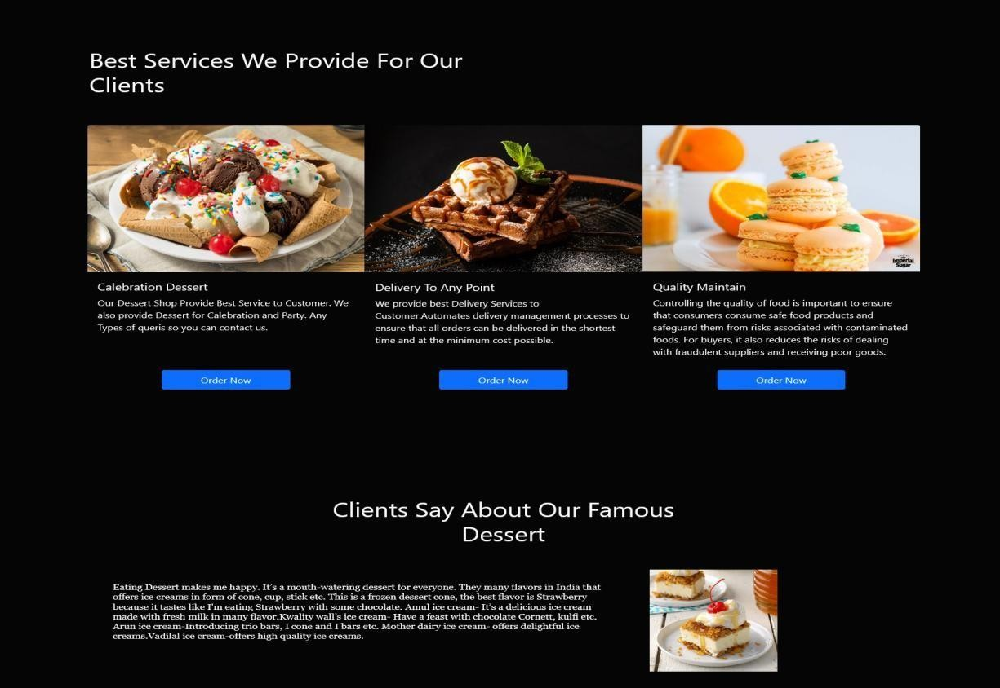 Best Services We Provide For Our
Clients
Imperial
Sugar
Calebration Dessert
Our Dessert Shop Provide Best Service to Customer. We
also provide Dessert for Calebration and Party. Any
Types of queris so you can contact us.
Order Now
Delivery To Any Point
We provide best Delivery Services to
Customer.Automates delivery management processes to
ensure that all orders can be delivered in the shortest
time and at the minimum cost possible.
Order Now
Quality Maintain
Controlling the quality of food is important to ensure
that consumers consume safe food products and
safeguard them from risks associated with contaminated
foods. For buyers, it also reduces the risks of dealing
with fraudulent suppliers and receiving poor goods.
Order Now
Clients Say About Our Famous
Dessert
Eating Dessert makes me happy. It's a mouth-watering dessert for everyone. They many flavors in India that
offers ice creams in form of cone, cup, stick etc. This is a frozen dessert cone, the best flavor is Strawberry
because it tastes like I'm eating Strawberry with some chocolate. Amul ice cream- It's a delicious ice cream
made with fresh milk in many flavor.Kwality wall's ice cream- Have a feast with chocolate Cornett, kulfi etc.
Arun ice cream-Introducing trio bars, I cone and I bars etc. Mother dairy ice cream- offers delightful ice
creams.Vadilal ice cream-offers high quality ice creams.